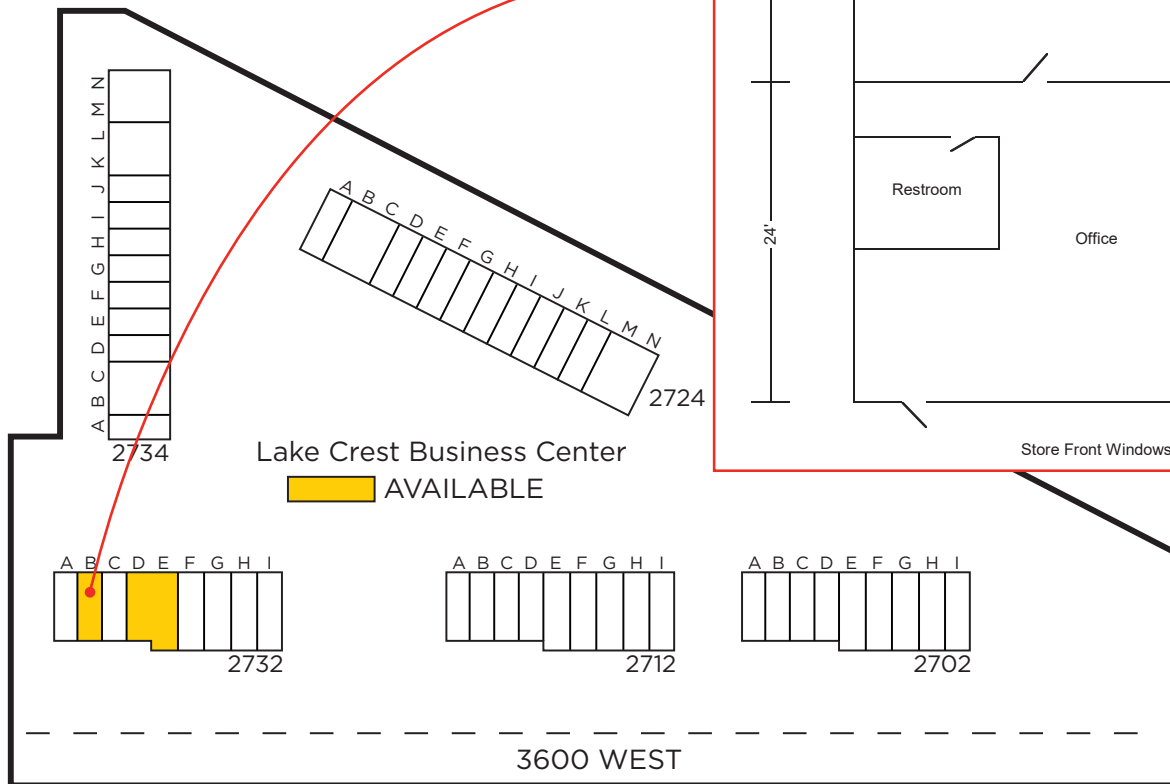 N
M
L
K
J
I
H
G
F
E
D
C
B
A
2734
A B C D E F G H I J K L M N
2724
Restroom
Office
24'
Store Front Windows
Lake Crest Business Center
AVAILABLE
A B C D E F G H I
2732
A B C D E F G H I
2712
A B C D E F G H I
2702
3600 WEST